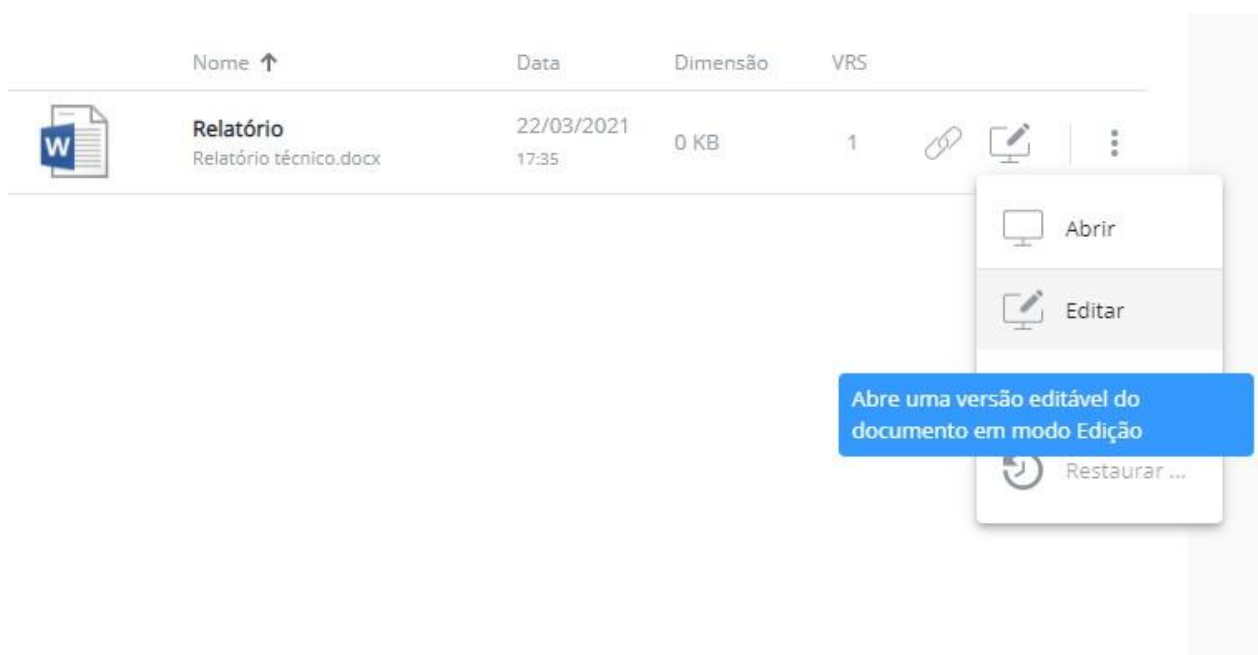 Nome ↑ Data Dimensão VRS
W
Relatório 22/03/2021
Relatório técnico.docx 17:35 0 KB 1
Abrir
Editar
Abre uma versão editável do
documento em modo Edição
Restaurar ...